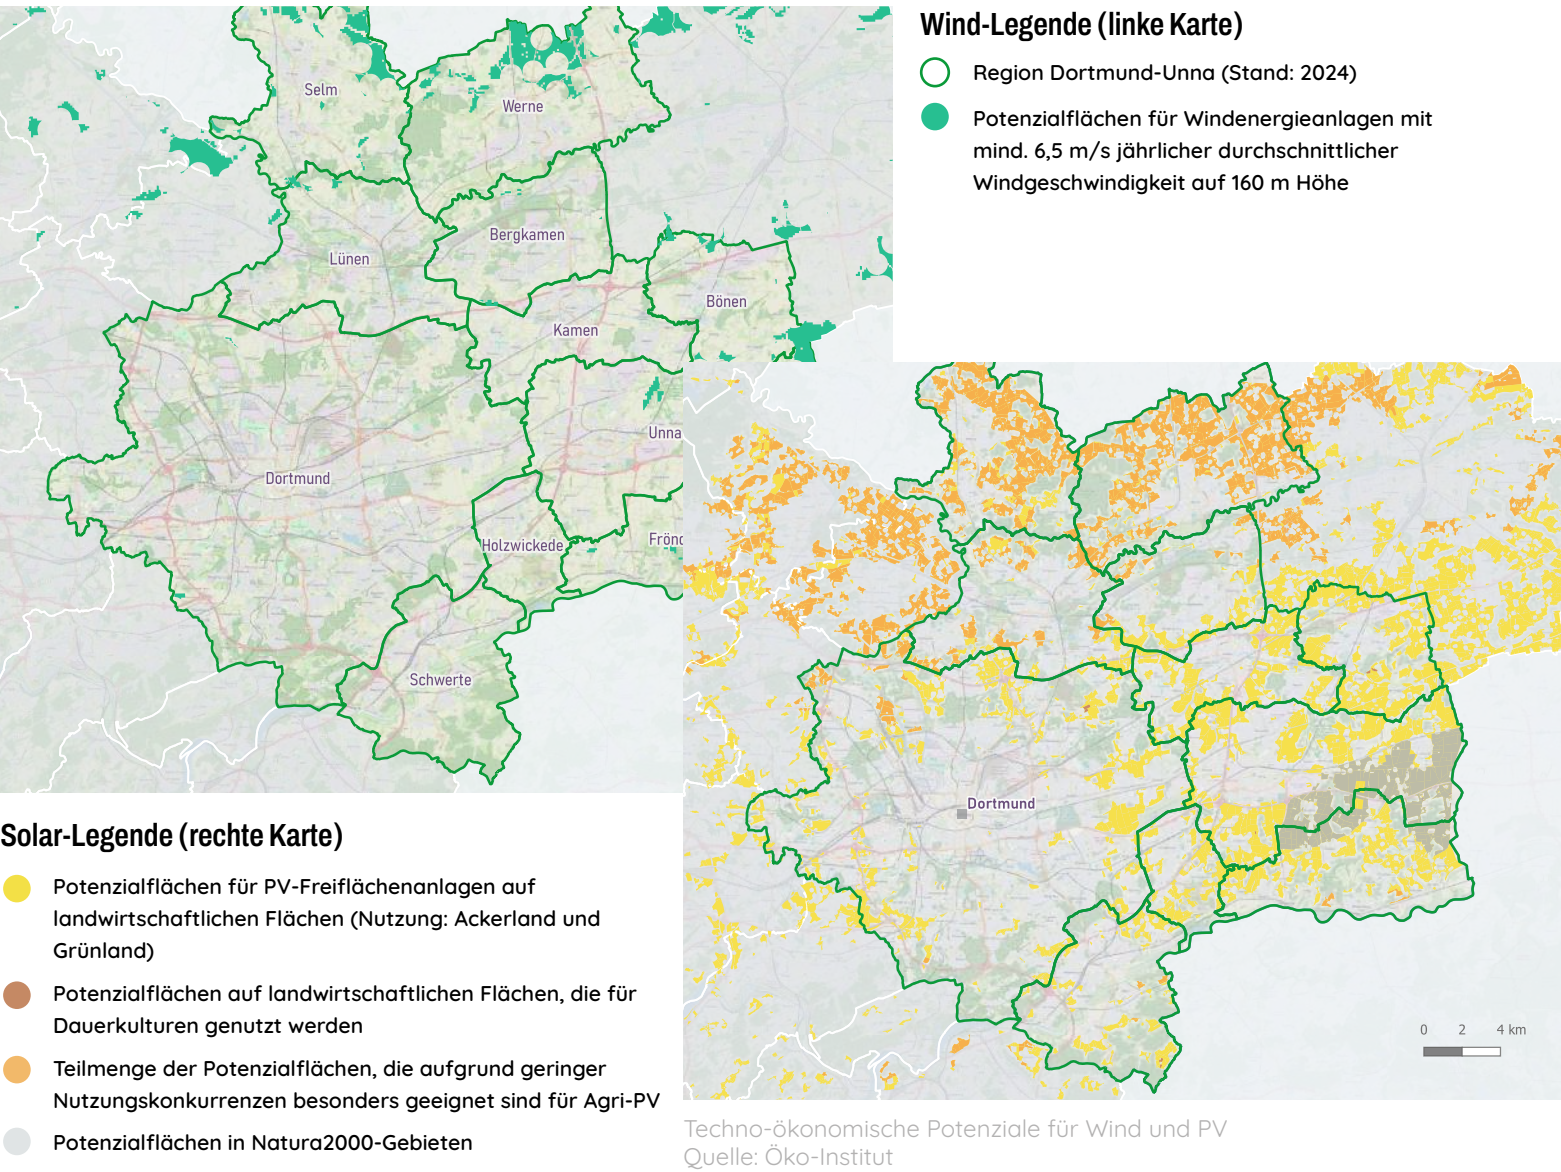 Wind-Legende (linke Karte)
Region Dortmund-Unna (Stand: 2024)
Potenzialflächen für Windenergieanlagen mit
mind. 6,5 m/s jährlicher durchschnittlicher
Windgeschwindigkeit auf 160 m Höhe
Selm
Werne
Bergkamen
Lünen
Bönen
Kamen
Unna
Dortmund
Holzwickede
Frönd
Schwerte
Dortmund
0 2 4 km
Solar-Legende (rechte Karte)
Potenzialflächen für PV-Freiflächenanlagen auf
landwirtschaftlichen Flächen (Nutzung: Ackerland und
Grünland)
Potenzialflächen auf landwirtschaftlichen Flächen, die für
Dauerkulturen genutzt werden
Teilmenge der Potenzialflächen, die aufgrund geringer
Nutzungskonkurrenzen besonders geeignet sind für Agri-PV
Potenzialflächen in Natura2000-Gebieten
Techno-ökonomische Potenziale für Wind und PV
Quelle: Öko-Institut